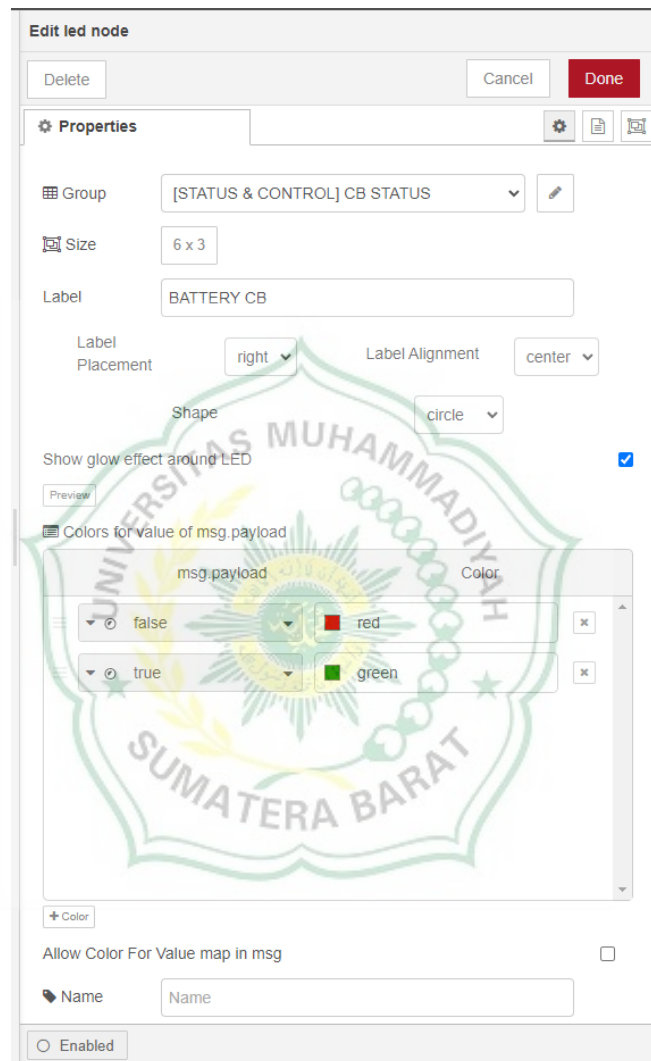 Edit led node
Delete
Cancel
Done
Properties
Group
[STATUS & CONTROL] CB STATUS
Size
6 x 3
Label
BATTERY CB
Label
Placement
right
Label Alignment
center
Shape
circle
Show glow effect around LED
Preview
Colors for value of msg.payload
msg.payload
Color
false
red
true
green
+ Color
Allow Color For Value map in msg
Name
Name
Enabled
UNIVERSITAS MUHAMMADIYAH
SUMATERA BARAT